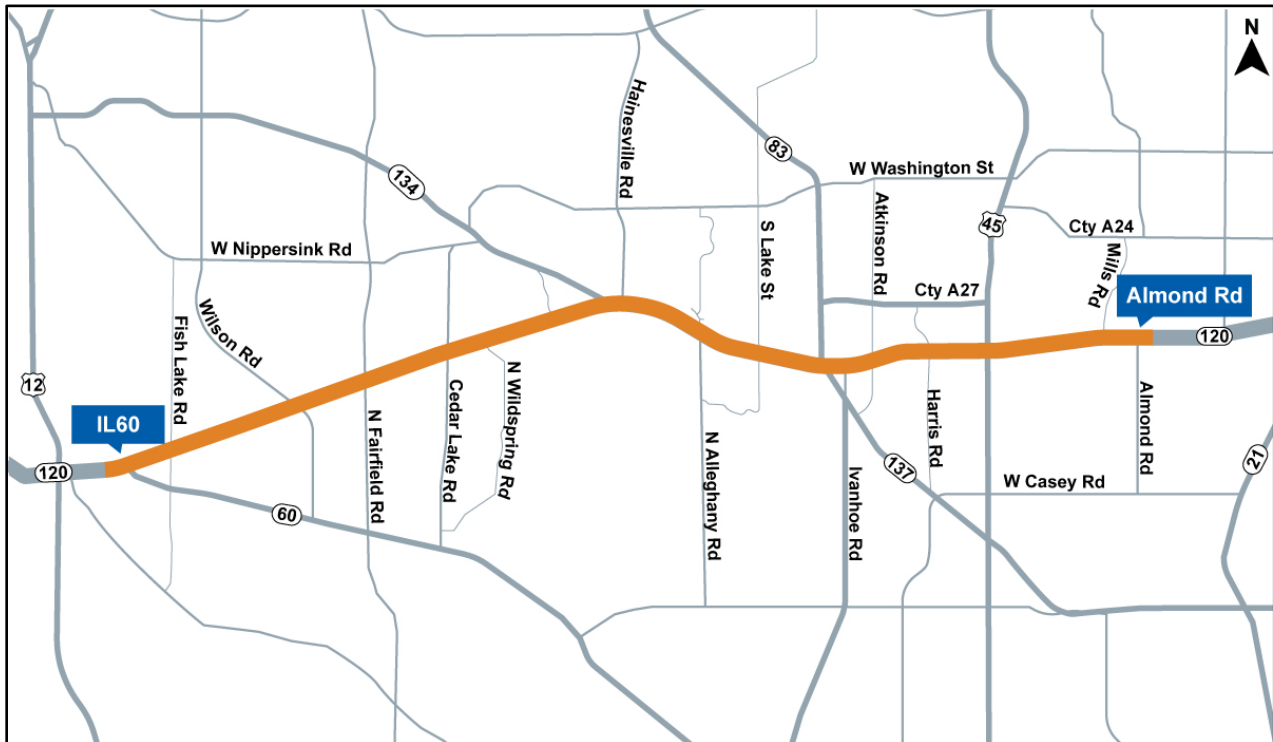 N
Hainesville Rd
83
W Washington St
134
Atkinson Rd
45
S Lake St
Cty A24
W Nippersink Rd
Mills Rd
Cty A27
Almond Rd
120
Fish Lake Rd
Wilson Rd
12
N Fairfield Rd
Cedar Lake Rd
N Wildspring Rd
IL60
120
60
N Alleghany Rd
Ivanhoe Rd
137
Harris Rd
Almond Rd
W Casey Rd
21